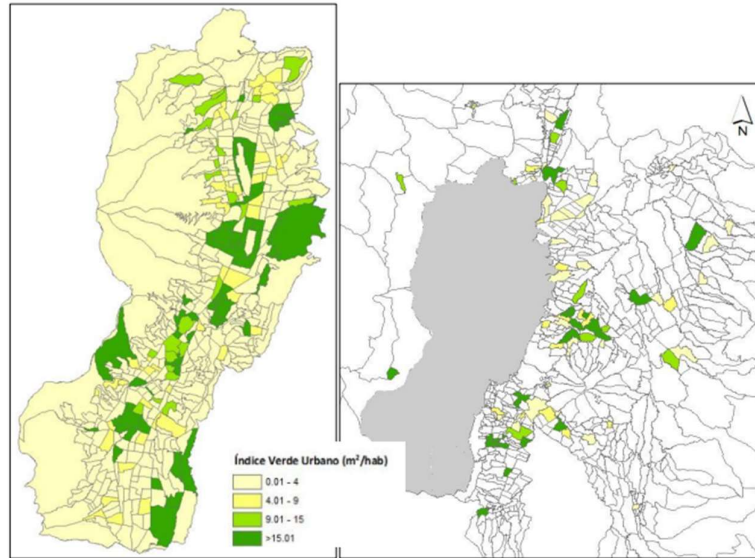 N
Índice Verde Urbano (m²/hab)
0.01 - 4
4.01 - 9
9.01 - 15
>15.01